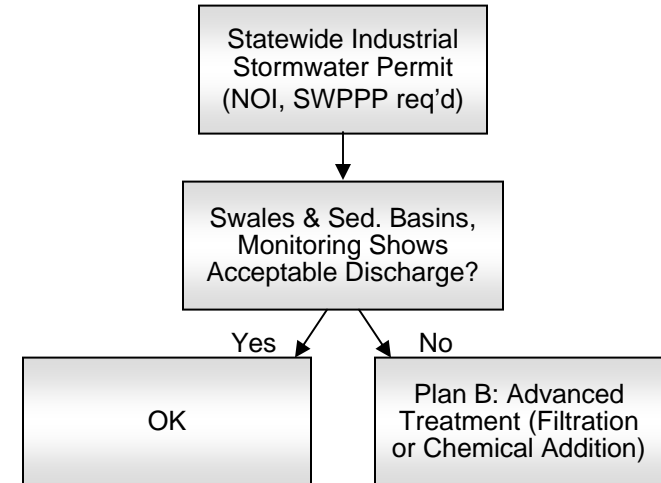 Statewide Industrial
Stormwater Permit
(NOI, SWPPP req’d)
Swales & Sed. Basins,
Monitoring Shows
Acceptable Discharge?
Yes
No
OK
Plan B: Advanced
Treatment (Filtration
or Chemical Addition)